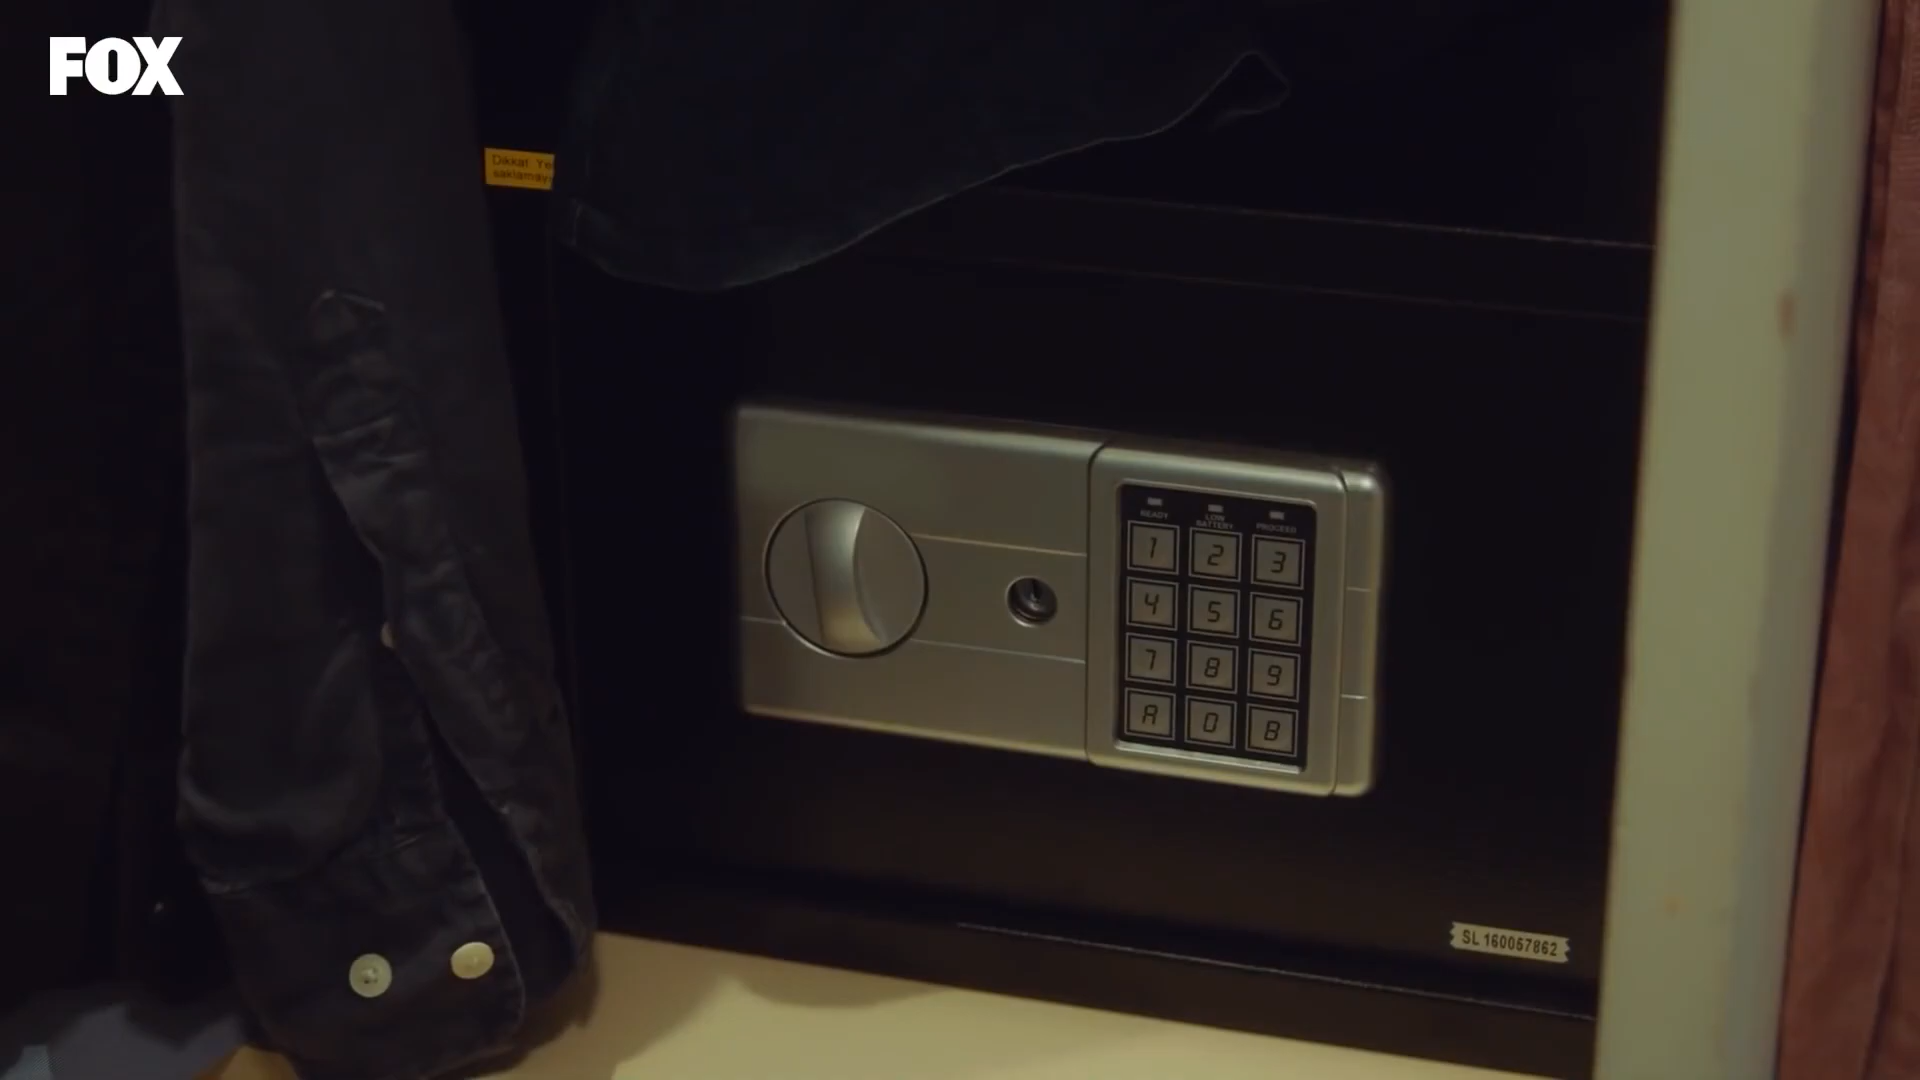 FOX
Dikkat Ye
saklamay
READY LOW BATTERY PROCEED
1 2 3
4 5 6
7 8 9
A 0 B
SL 160057862